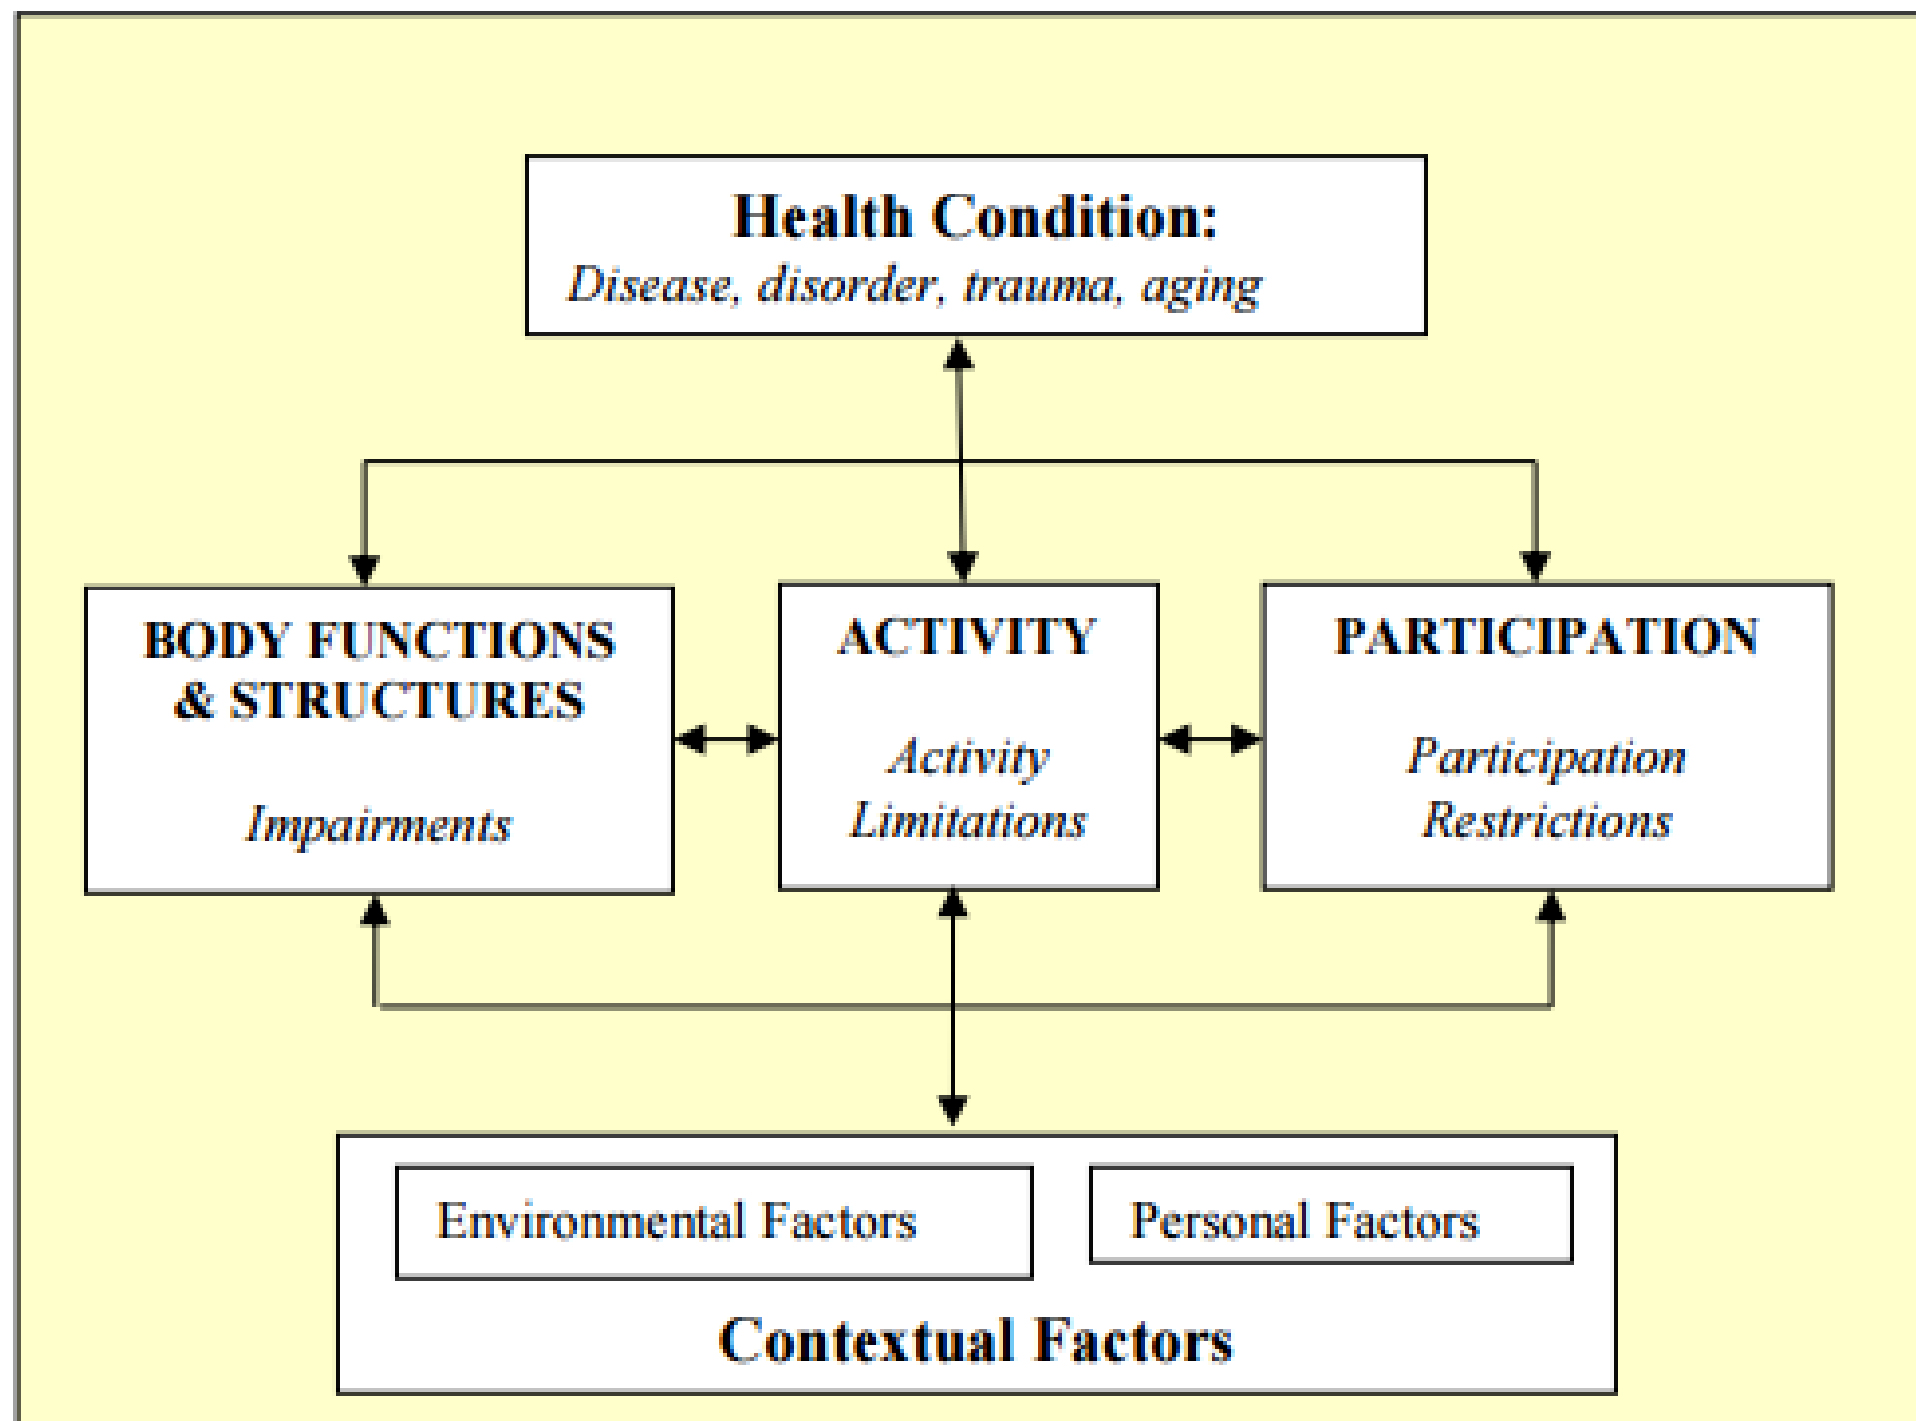 Health Condition:
Disease, disorder, trauma, aging
BODY FUNCTIONS
& STRUCTURES
Impairments
ACTIVITY
Activity
Limitations
PARTICIPATION
Participation
Restrictions
Environmental Factors
Personal Factors
Contextual Factors